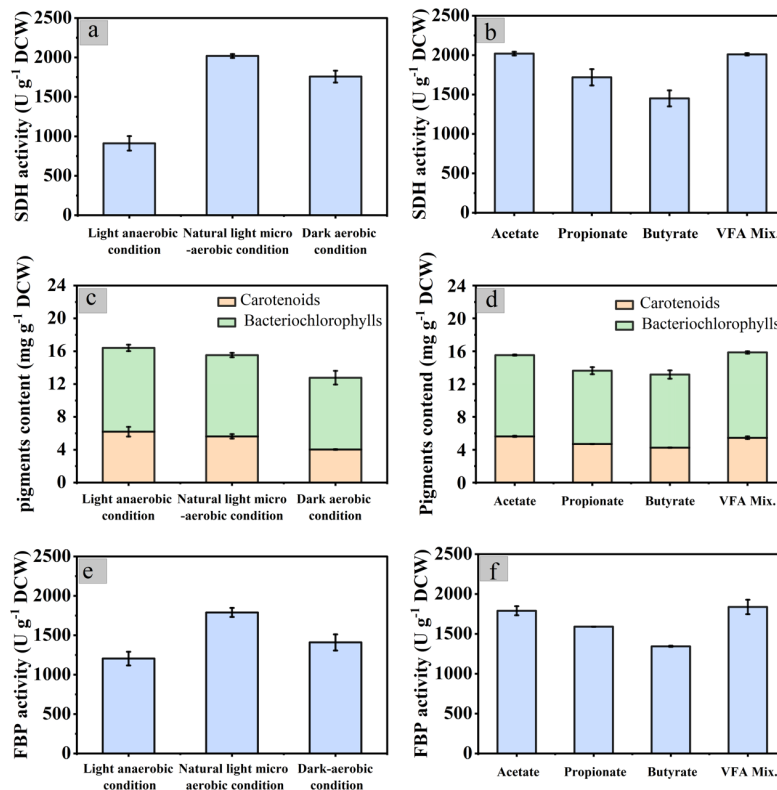 a
SDH activity (U g-1 DCW)
2500
2000
1500
1000
500
0
Light anaerobic condition
Natural light micro -aerobic condition
Dark aerobic condition
b
SDH activity (U g-1 DCW)
2500
2000
1500
1000
500
0
Acetate
Propionate
Butyrate
VFA Mix.
c
pigments content (mg g-1 DCW)
24
20
16
12
8
4
0
Carotenoids
Bacteriochlorophylls
Light anaerobic condition
Natural light micro -aerobic condition
Dark aerobic condition
d
Pigments contend (mg g-1 DCW)
24
20
16
12
8
4
0
Carotenoids
Bacteriochlorophylls
Acetate
Propionate
Butyrate
VFA Mix.
e
FBP activity (U g-1 DCW)
2500
2000
1500
1000
500
0
Light anaerobic condition
Natural light micro aerobic condition
Dark-aerobic condition
f
FBP activity (U g-1 DCW)
2500
2000
1500
1000
500
0
Acetate
Propionate
Butyrate
VFA Mix.